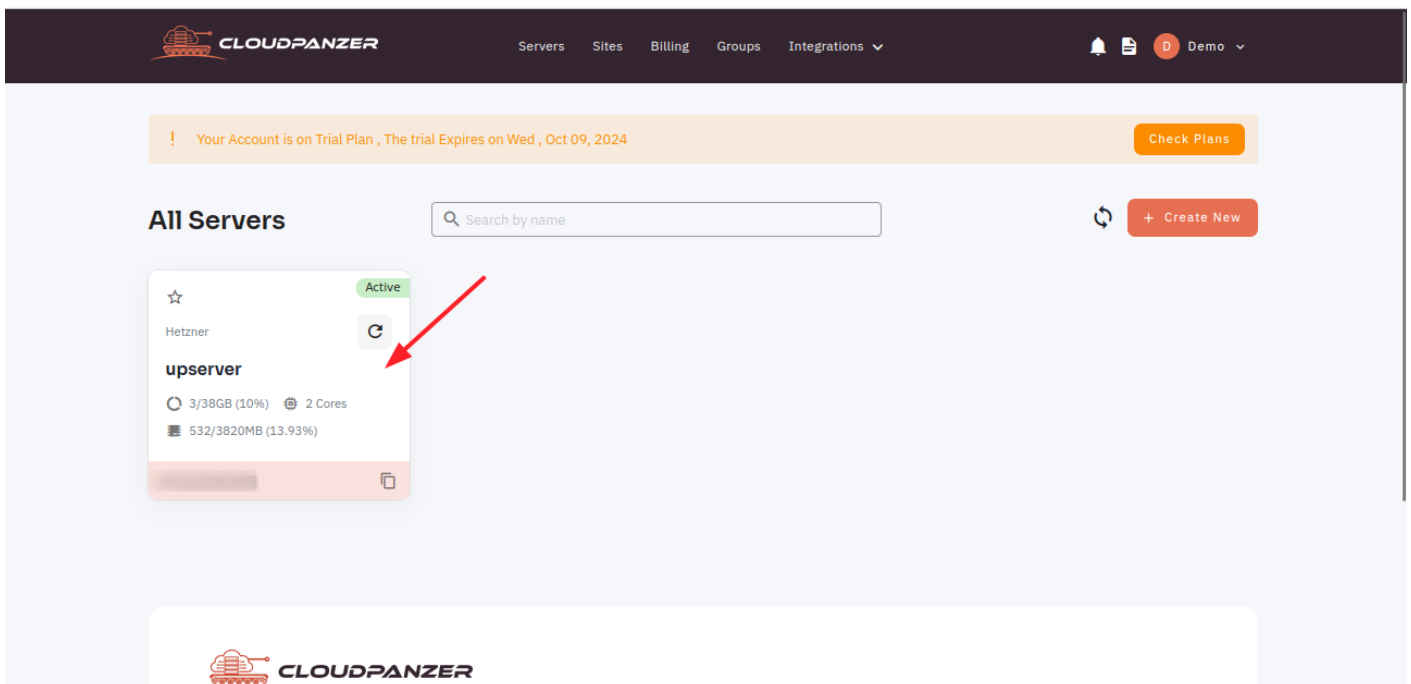 CLOUDPANZER Servers Sites Billing Groups Integrations D Demo
! Your Account is on Trial Plan , The trial Expires on Wed , Oct 09, 2024 Check Plans
All Servers Search by name + Create New
Active
Hetzner
upserver
3/38GB (10%) 2 Cores
532/3820MB (13.93%)
CLOUDPANZER